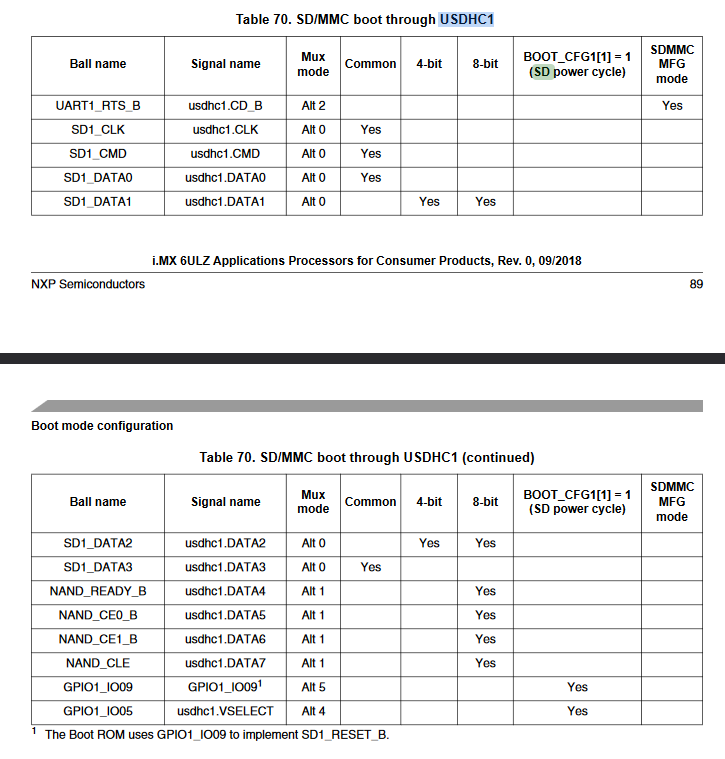 Table 70. SD/MMC boot through USDHC1
Ball name Signal name Mux mode Common 4-bit 8-bit BOOT_CFG1[1] = 1 (SD power cycle) SDMMC MFG mode
UART1_RTS_B usdhc1.CD_B Alt 2 Yes
SD1_CLK usdhc1.CLK Alt 0 Yes
SD1_CMD usdhc1.CMD Alt 0 Yes
SD1_DATA0 usdhc1.DATA0 Alt 0 Yes
SD1_DATA1 usdhc1.DATA1 Alt 0 Yes Yes
i.MX 6ULZ Applications Processors for Consumer Products, Rev. 0, 09/2018
NXP Semiconductors 89
Boot mode configuration
Table 70. SD/MMC boot through USDHC1 (continued)
Ball name Signal name Mux mode Common 4-bit 8-bit BOOT_CFG1[1] = 1 (SD power cycle) SDMMC MFG mode
SD1_DATA2 usdhc1.DATA2 Alt 0 Yes Yes
SD1_DATA3 usdhc1.DATA3 Alt 0 Yes
NAND_READY_B usdhc1.DATA4 Alt 1 Yes
NAND_CE0_B usdhc1.DATA5 Alt 1 Yes
NAND_CE1_B usdhc1.DATA6 Alt 1 Yes
NAND_CLE usdhc1.DATA7 Alt 1 Yes
GPIO1_IO09 GPIO1_IO09¹ Alt 5 Yes
GPIO1_IO05 usdhc1.VSELECT Alt 4 Yes
¹ The Boot ROM uses GPIO1_IO09 to implement SD1_RESET_B.